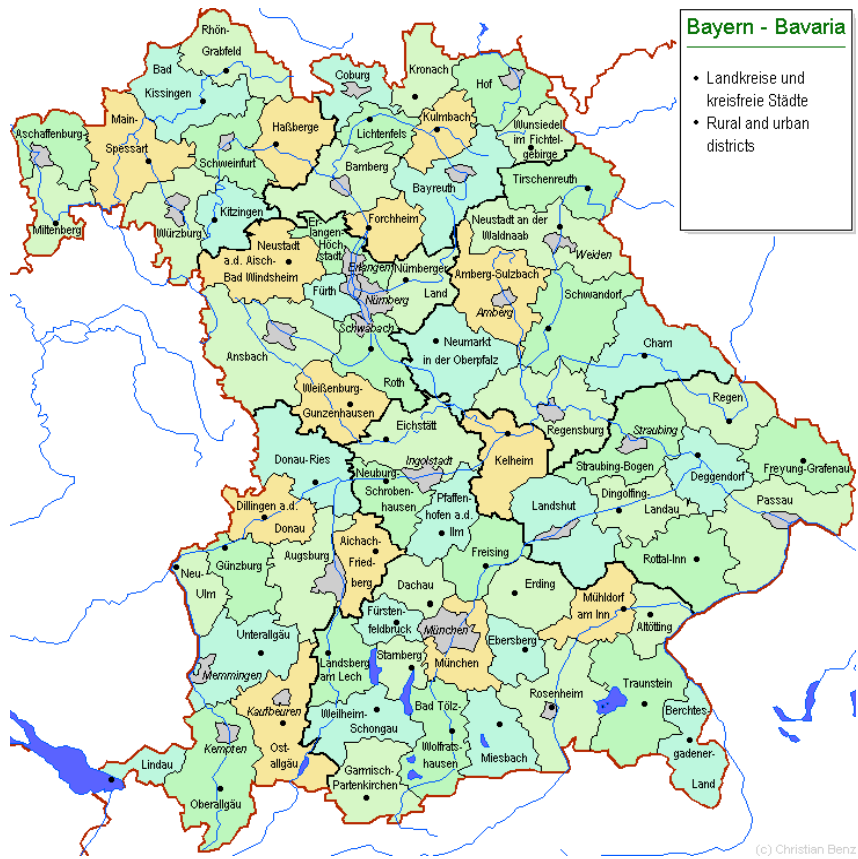 Bayern - Bavaria
Landkreise und
kreisfreie Städte
Rural and urban
districts
Rhön-
Grabfeld
Bad
Kissingen
Coburg
Kronach
Hof
Aschaffenburg
Main-
Spessart
Haßberge
Lichtenfels
Kulmbach
Wunsiedel
im Fichtel-
gebirge
Schweinfurt
Bamberg
Bayreuth
Tirschenreuth
Miltenberg
Würzburg
Kitzingen
Forchheim
Neustadt an der
Waldnaab
Weiden
Neustadt
a.d. Aisch-
Bad Windsheim
Er-
langen-
Höch-
stadt
Erlangen
Fürth
Nürnberg
Nürnberger
Land
Amberg-Sulzbach
Amberg
Schwandorf
Schwabach
Ansbach
Roth
Neumarkt
in der Oberpfalz
Cham
Weißenburg-
Gunzenhausen
Eichstätt
Regensburg
Straubing
Regen
Donau-Ries
Neuburg-
Schroben-
hausen
Ingolstadt
Kelheim
Straubing-Bogen
Deggendorf
Freyung-Grafenau
Dillingen a.d.
Donau
Pfaffen-
hofen a.d.
Ilm
Landshut
Dingolfing-
Landau
Passau
Aichach-
Fried-
berg
Augsburg
Günzburg
Neu-
Ulm
Freising
Rottal-Inn
Dachau
Erding
Mühldorf
am Inn
Altötting
Fürsten-
feldbruck
München
München
Ebersberg
Unterallgäu
Memmingen
Landsberg
am Lech
Starnberg
Rosenheim
Traunstein
Kaufbeuren
Kempten
Ost-
allgäu
Weilheim-
Schongau
Bad Tölz-
Wolfrats-
hausen
Miesbach
Berchtes-
gadener-
Land
Lindau
Oberallgäu
Garmisch-
Partenkirchen
(c) Christian Benz